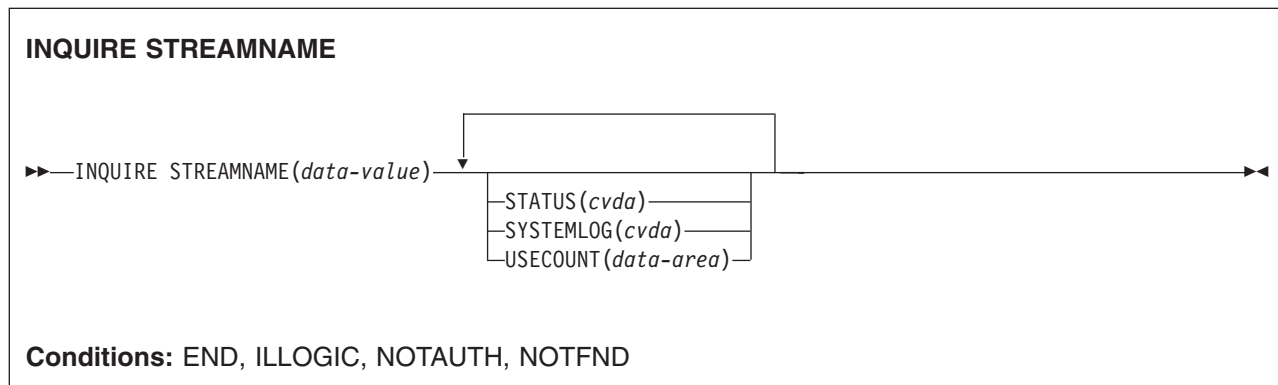 INQUIRE STREAMNAME
INQUIRE STREAMNAME(data-value)
STATUS(cvda)
SYSTEMLOG(cvda)
USECOUNT(data-area)
Conditions: END, ILLOGIC, NOTAUTH, NOTFND